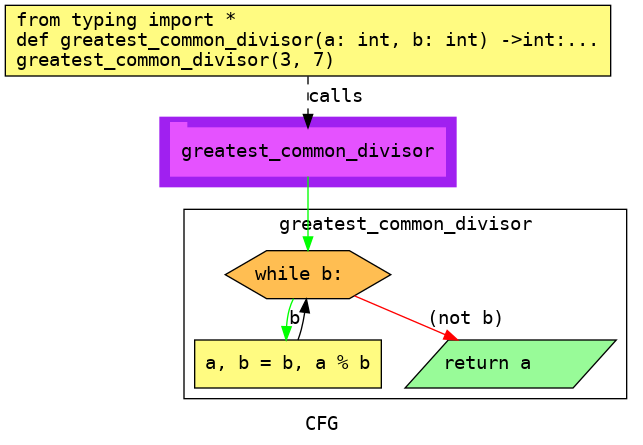 from typing import *
def greatest_common_divisor(a: int, b: int) ->int:...
greatest_common_divisor(3, 7)
calls
greatest_common_divisor
greatest_common_divisor
while b:
b
(not b)
a, b = b, a % b
return a
CFG